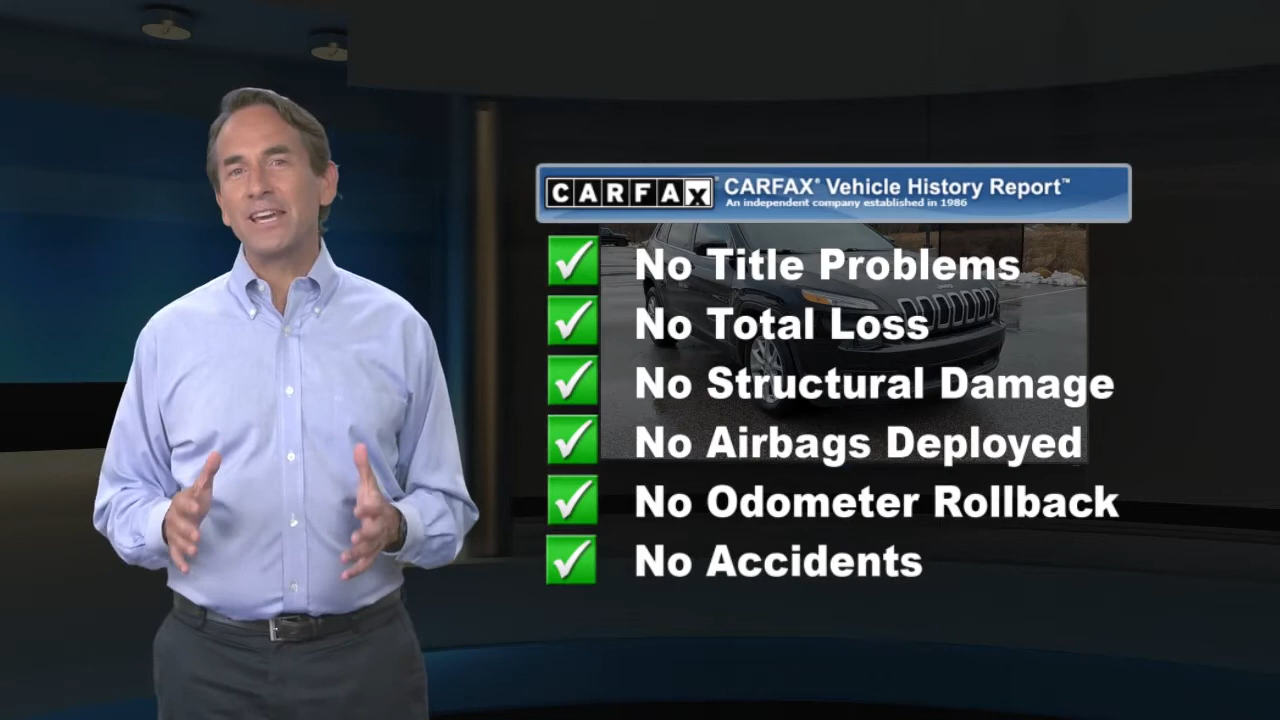 CARFAX® CARFAX® Vehicle History Report™
An independent company established in 1986
No Title Problems
No Total Loss
No Structural Damage
No Airbags Deployed
No Odometer Rollback
No Accidents